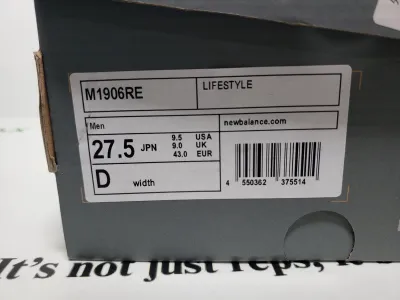 M1906RE
LIFESTYLE
Men
newbalance.com
27.5 JPN
9.5 USA
9.0 UK
43.0 EUR
D width
4 550362 375514
It's not just reps, it's